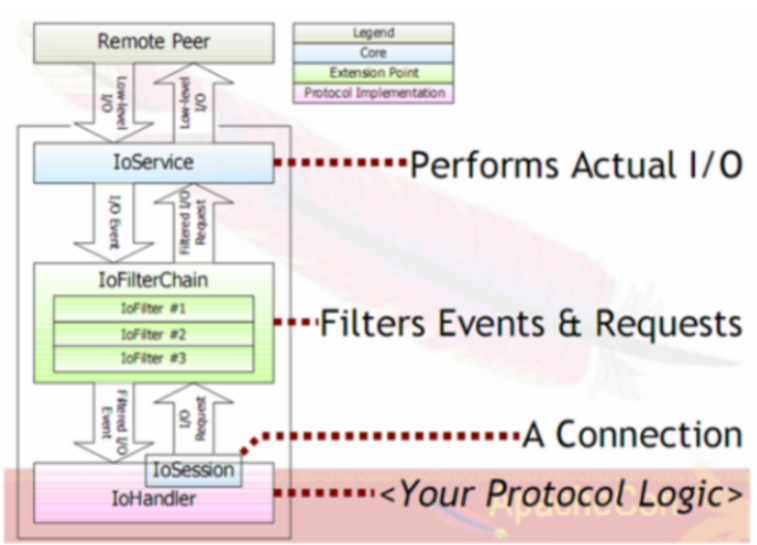 Remote Peer
Legend
Core
Extension Point
Protocol Implementation
Low-level
I/O
Low-level
I/O
IoService
Performs Actual I/O
I/O Event
Filtered I/O
Request
IoFilterChain
IoFilter #1
IoFilter #2
IoFilter #3
Filters Events & Requests
Filtered I/O
Event
I/O
Request
A Connection
IoSession
IoHandler
<Your Protocol Logic>
ApacheCon